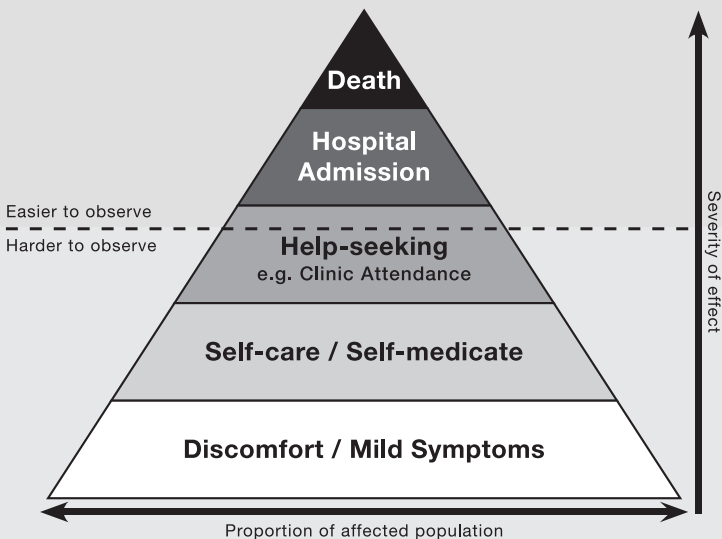 Death
Hospital
Admission
Easier to observe
Harder to observe
Help-seeking
e.g. Clinic Attendance
Self-care / Self-medicate
Discomfort / Mild Symptoms
Proportion of affected population
Severity of effect